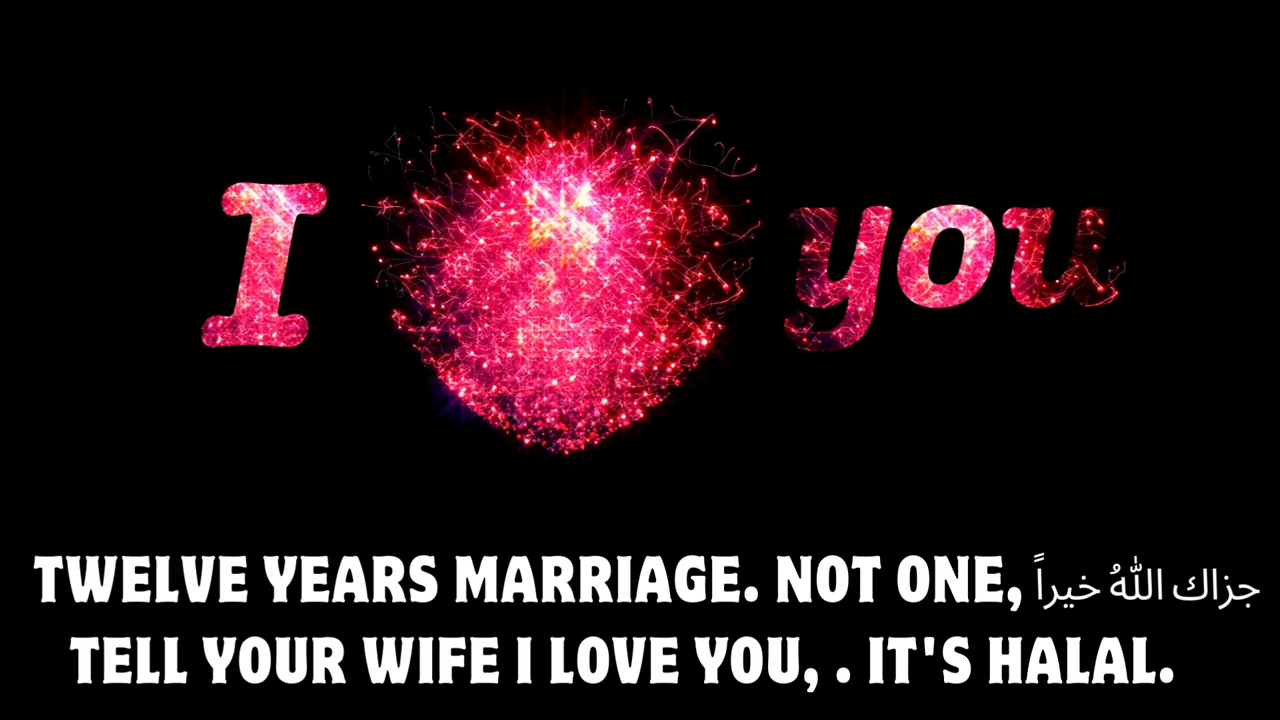 I you
TWELVE YEARS MARRIAGE. NOT ONE, جزاك اللهُ خيراً
TELL YOUR WIFE I LOVE YOU, . IT'S HALAL.